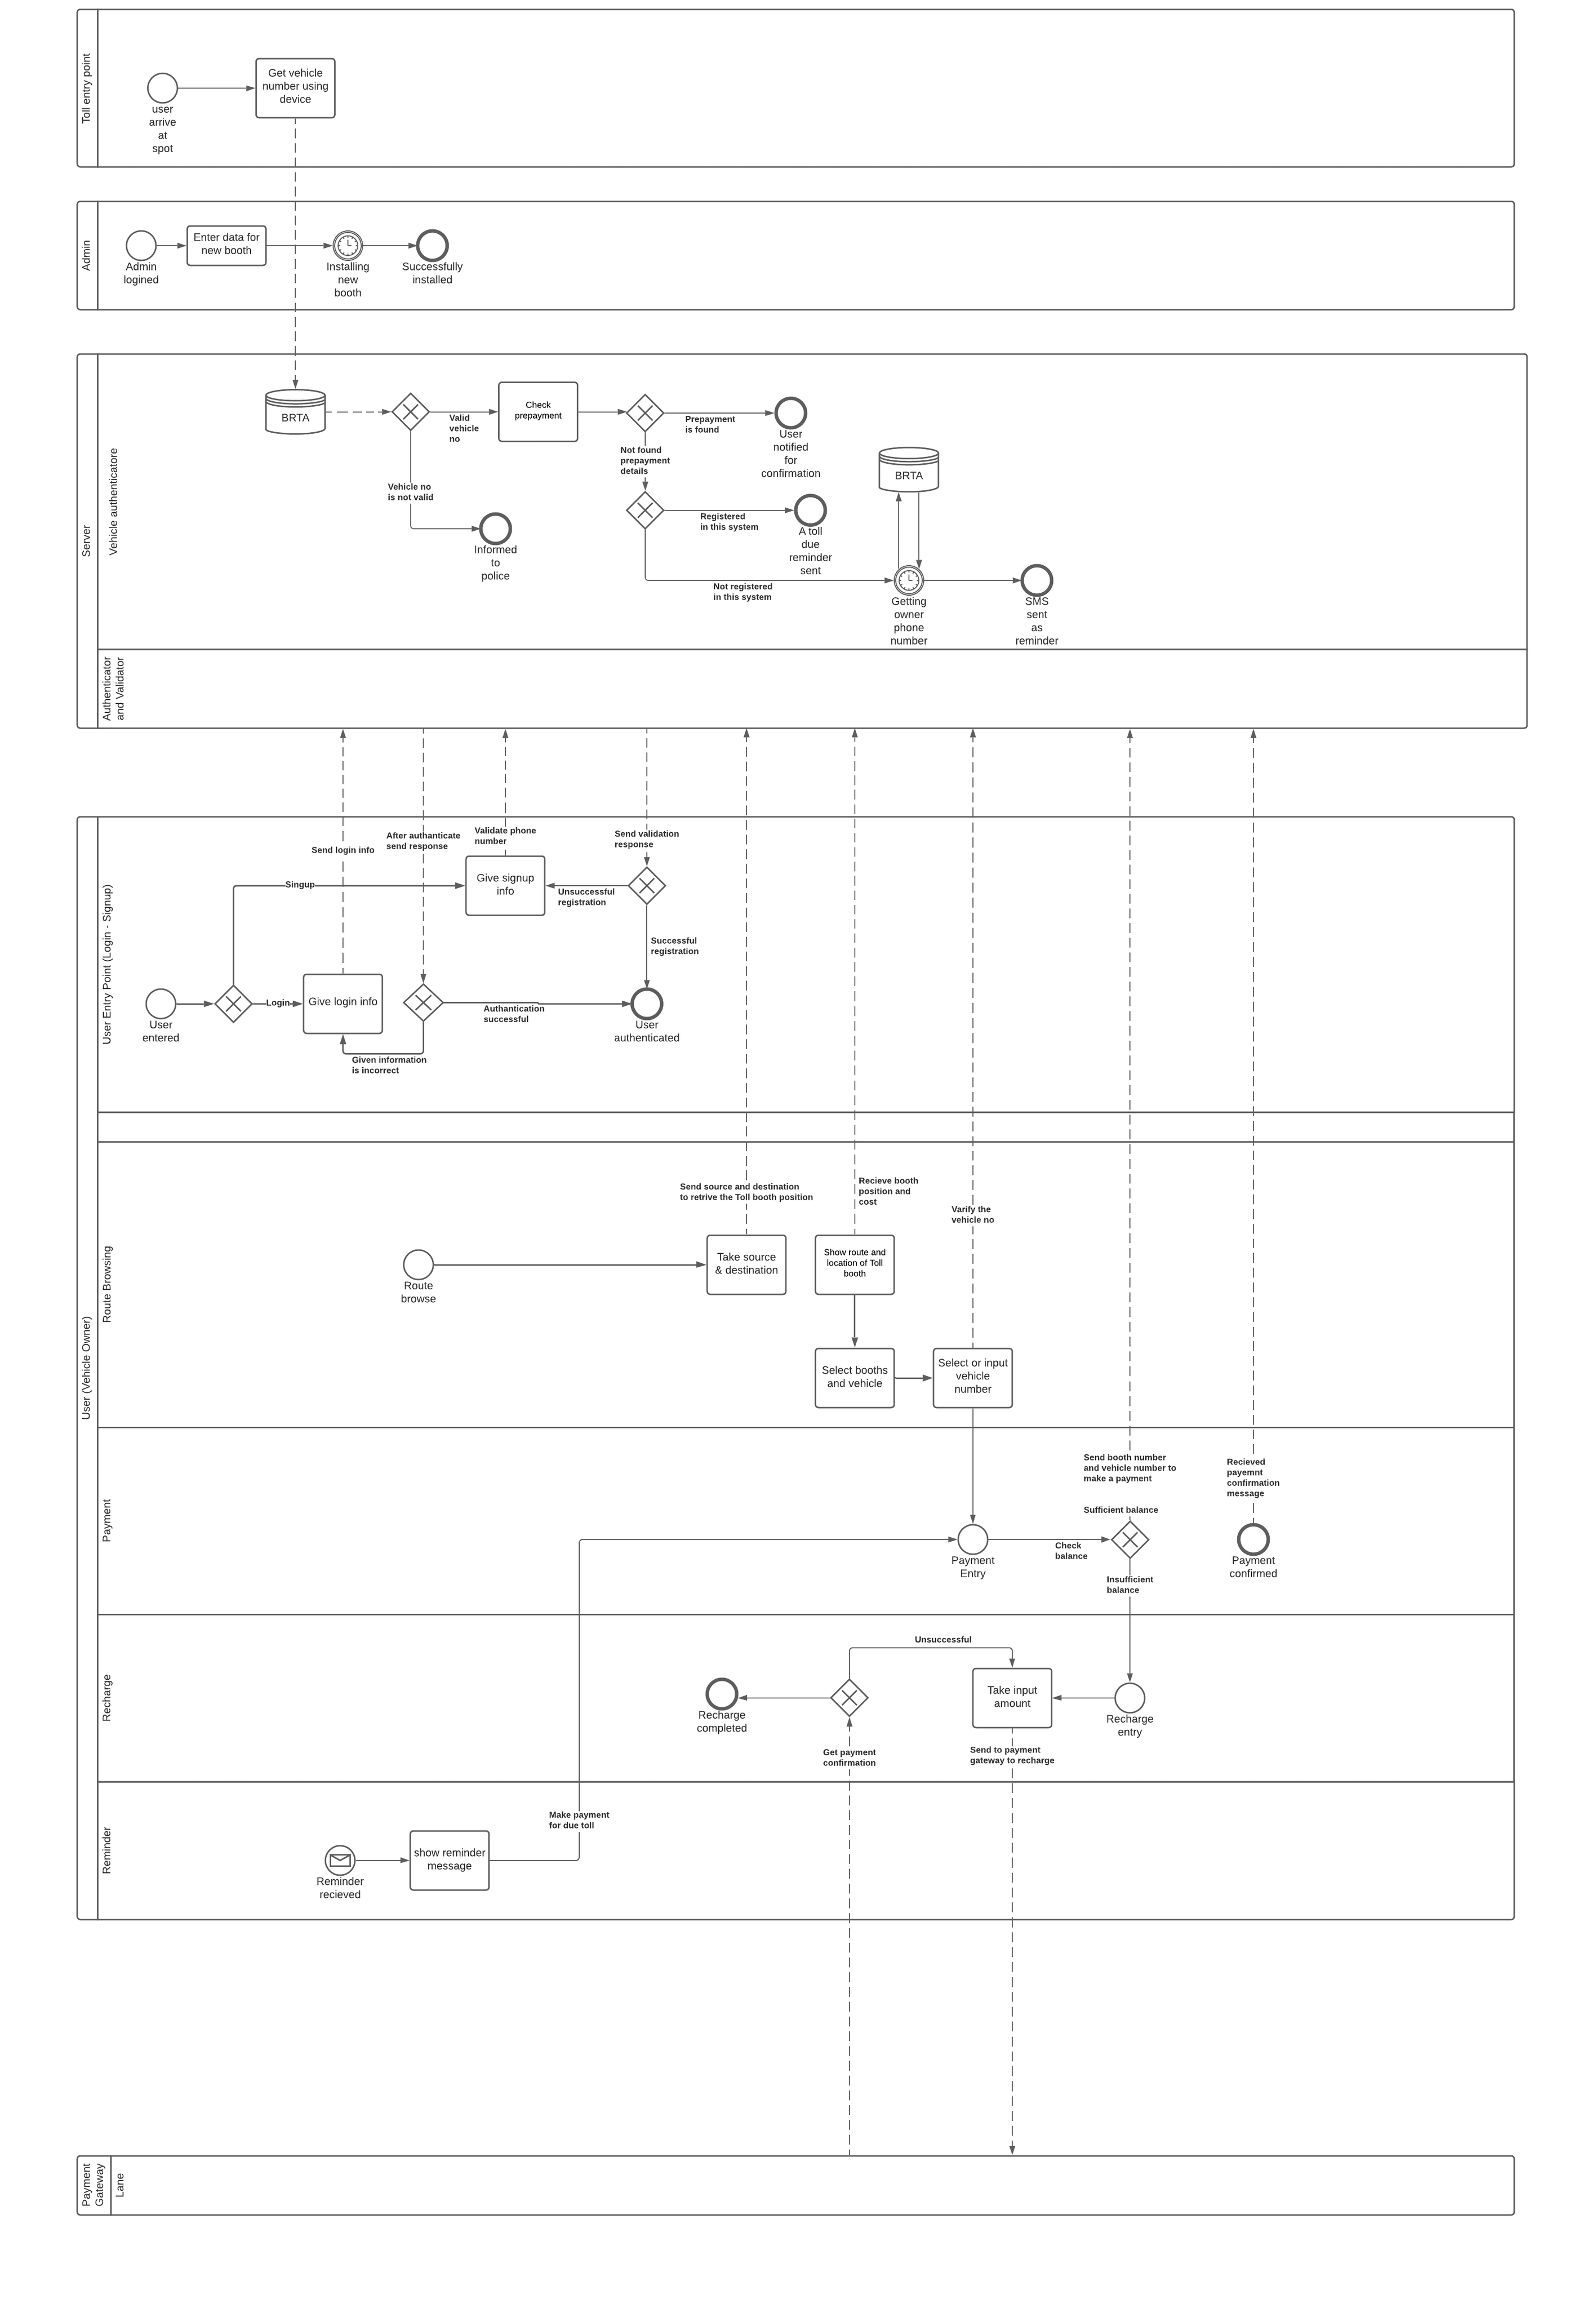 Toll entry point
user
arrive
at
spot
Get vehicle
number using
device
Admin
Admin
logined
Enter data for
new booth
Installing
new
booth
Successfully
installed
Server
Vehicle authenticatore
BRTA
Valid
vehicle
no
Check
prepayment
Prepayment
is found
User
notified
for
confirmation
Not found
prepayment
details
Vehicle no
is not valid
Informed
to
police
Registered
in this system
A toll
due
reminder
sent
BRTA
Not registered
in this system
Getting
owner
phone
number
SMS
sent
as
reminder
Authenticator
and Validator
User (Vehicle Owner)
User Entry Point (Login - Signup)
Send login info
After authanticate
send response
Validate phone
number
Send validation
response
Singup
Give signup
info
Unsuccessful
registration
Successful
registration
User
entered
Login
Give login info
Authantication
successful
User
authenticated
Given information
is incorrect
Route Browsing
Send source and destination
to retrive the Toll booth position
Recieve booth
position and
cost
Varify the
vehicle no
Route
browse
Take source
& destination
Show route and
location of Toll
booth
Select booths
and vehicle
Select or input
vehicle
number
Payment
Send booth number
and vehicle number to
make a payment
Recieved
payemnt
confirmation
message
Sufficient balance
Payment
Entry
Check
balance
Payment
confirmed
Insufficient
balance
Recharge
Unsuccessful
Recharge
completed
Take input
amount
Recharge
entry
Get payment
confirmation
Send to payment
gateway to recharge
Reminder
Make payment
for due toll
Reminder
recieved
show reminder
message
Payment
Gateway
Lane